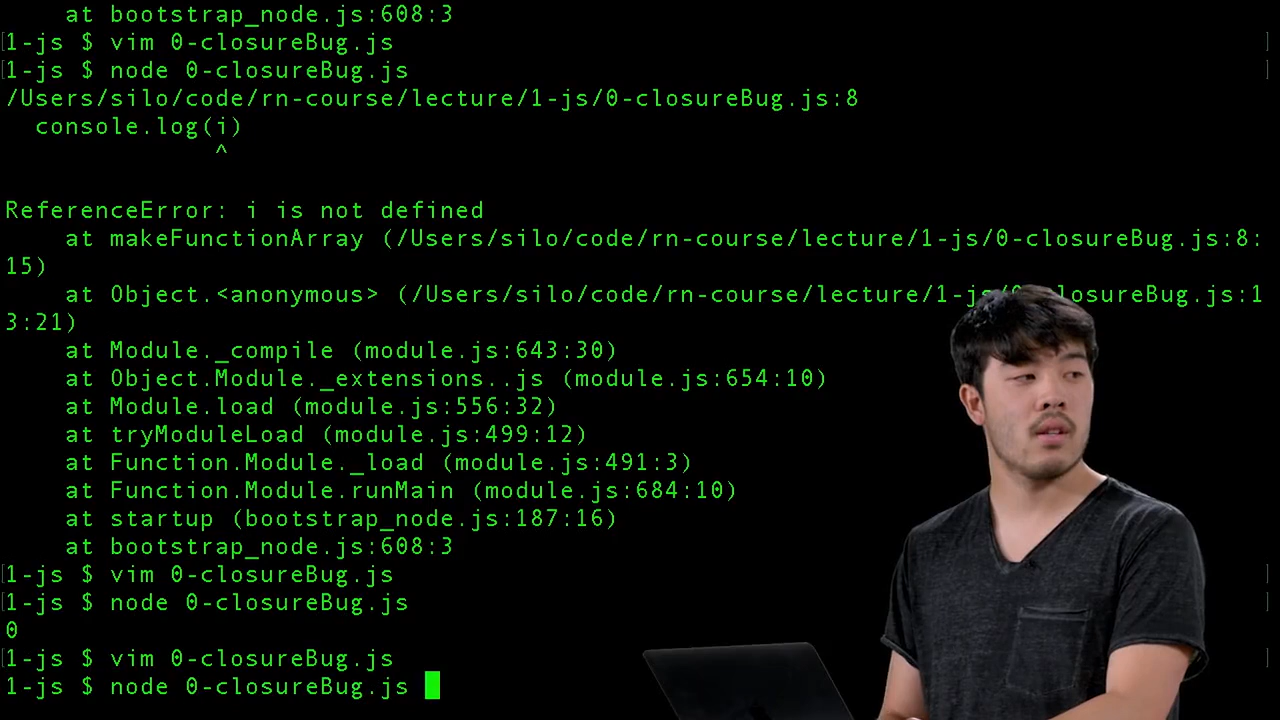 at bootstrap_node.js:608:3
[1-js $ vim 0-closureBug.js ]
[1-js $ node 0-closureBug.js ]
/Users/silo/code/rn-course/lecture/1-js/0-closureBug.js:8
  console.log(i)
              ^
ReferenceError: i is not defined
    at makeFunctionArray (/Users/silo/code/rn-course/lecture/1-js/0-closureBug.js:8:
15)
    at Object.<anonymous> (/Users/silo/code/rn-course/lecture/1-js/0-closureBug.js:1
3:21)
    at Module._compile (module.js:643:30)
    at Object.Module._extensions..js (module.js:654:10)
    at Module.load (module.js:556:32)
    at tryModuleLoad (module.js:499:12)
    at Function.Module._load (module.js:491:3)
    at Function.Module.runMain (module.js:684:10)
    at startup (bootstrap_node.js:187:16)
    at bootstrap_node.js:608:3
[1-js $ vim 0-closureBug.js ]
[1-js $ node 0-closureBug.js ]
0
[1-js $ vim 0-closureBug.js ]
1-js $ node 0-closureBug.js